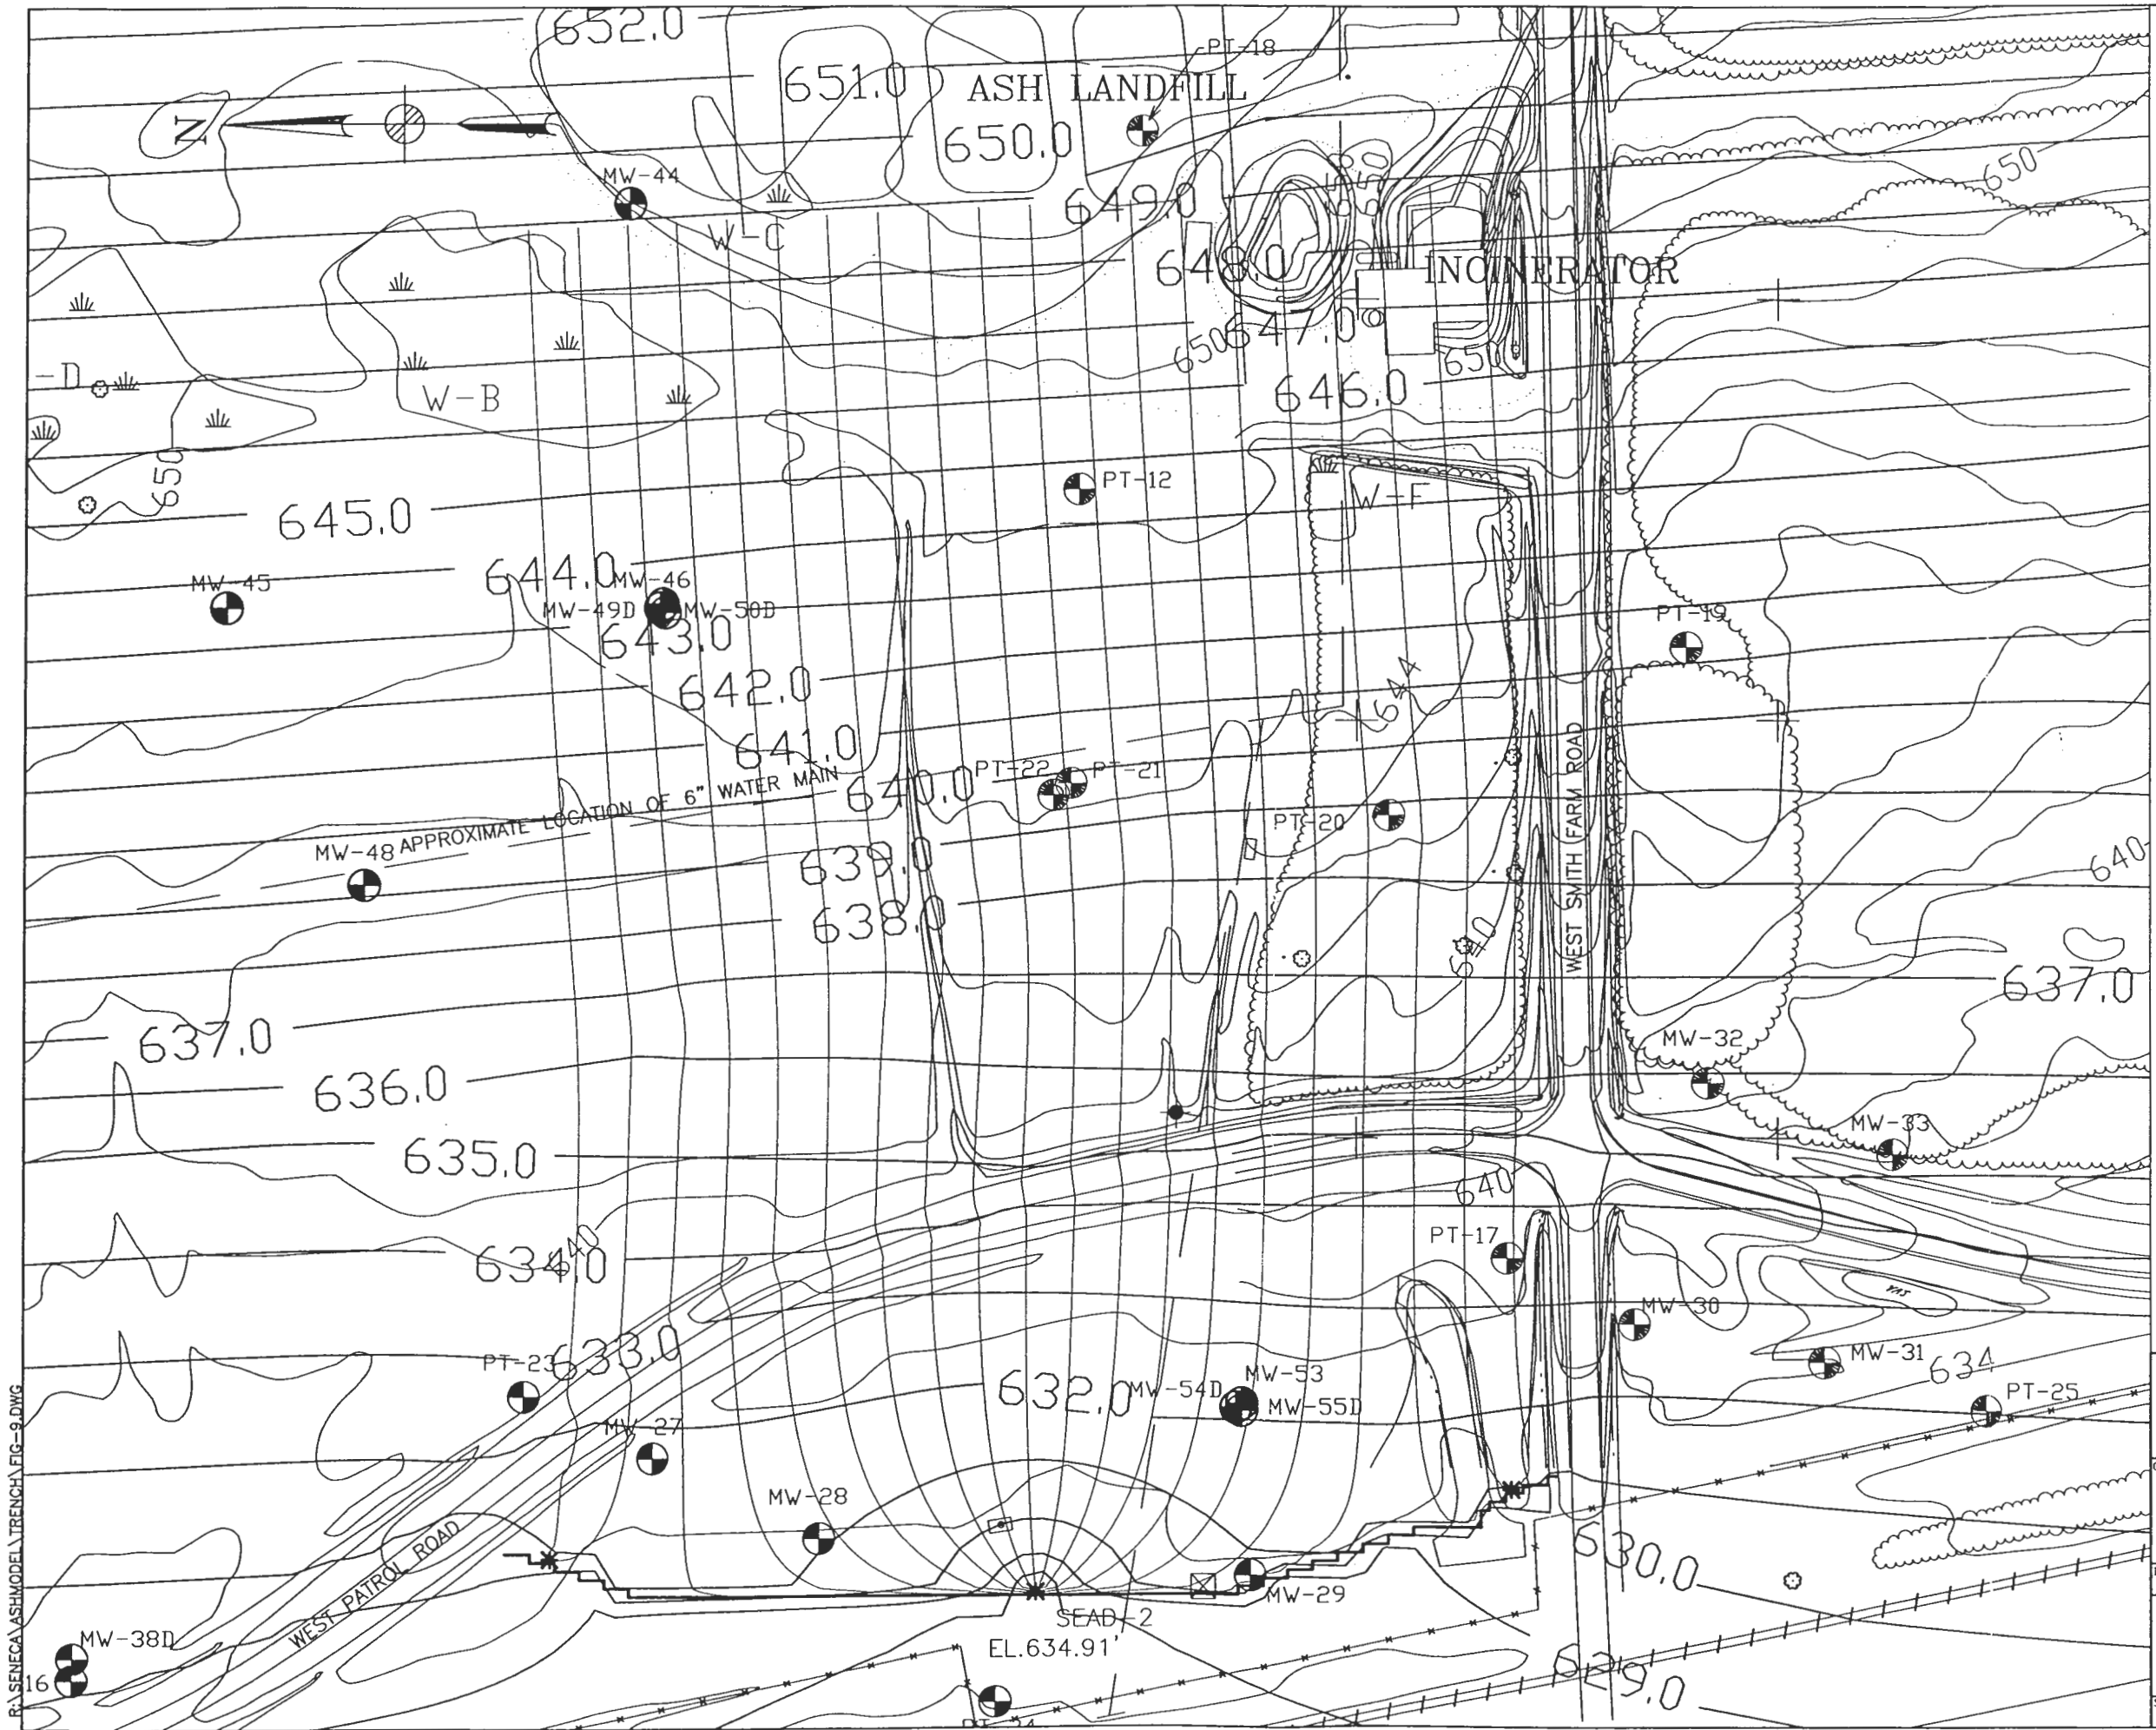 652.0
PT-18
651.0
ASH LANDFILL
650.0
N
MW-44
649.0
650
650
650
W-C
648.0
INCINERATOR
647.0
650
650
-D
W-B
646.0
650
PT-12
W-F
645.0
644.0
MW-46
MW-45
MW-49D
MW-50D
643.0
PT-19
642.0
644
641.0
WEST SMITH FARM ROAD
640.0
PT-22
PT-21
APPROXIMATE LOCATION OF 6" WATER MAIN
PT-20
MW-48
639.0
640
638.0
640
637.0
637.0
MW-32
636.0
MW-33
635.0
640
PT-17
640
634.0
MW-30
633.0
PT-23
MW-31
634
632.0
MW-53
MW-54D
MW-55D
PT-25
MW-27
MW-28
630.0
WEST PATROL ROAD
MW-29
SEAD-2
EL.634.91'
MW-38D
629.0
16
R:\SENECA\ASHMODEL\TRENCH\FIG-9.DWG